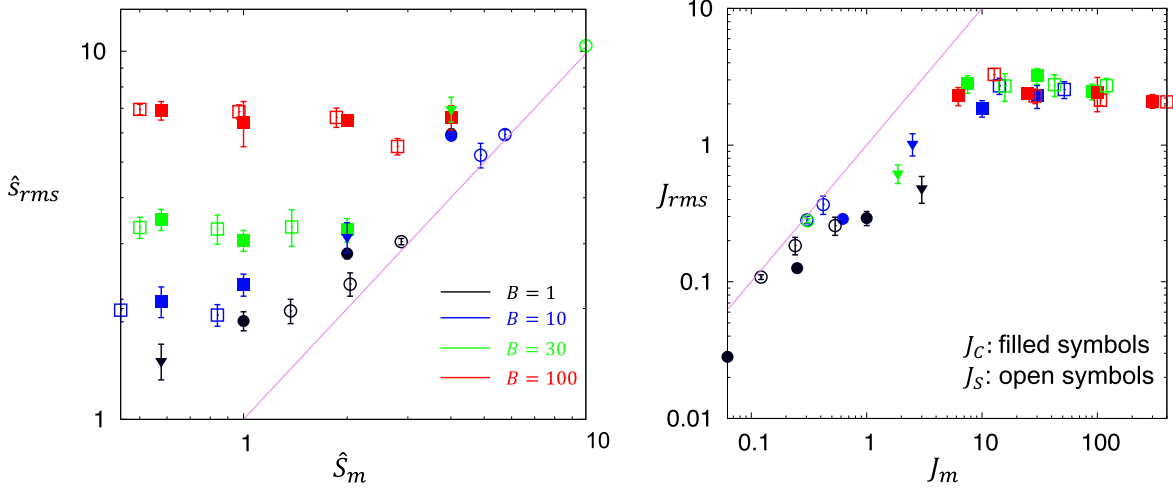 10
1
ŝ_rms
1
10
Ŝ_m
B = 1
B = 10
B = 30
B = 100
10
1
0.1
0.01
J_rms
0.1
1
10
100
J_m
J_C: filled symbols
J_S: open symbols